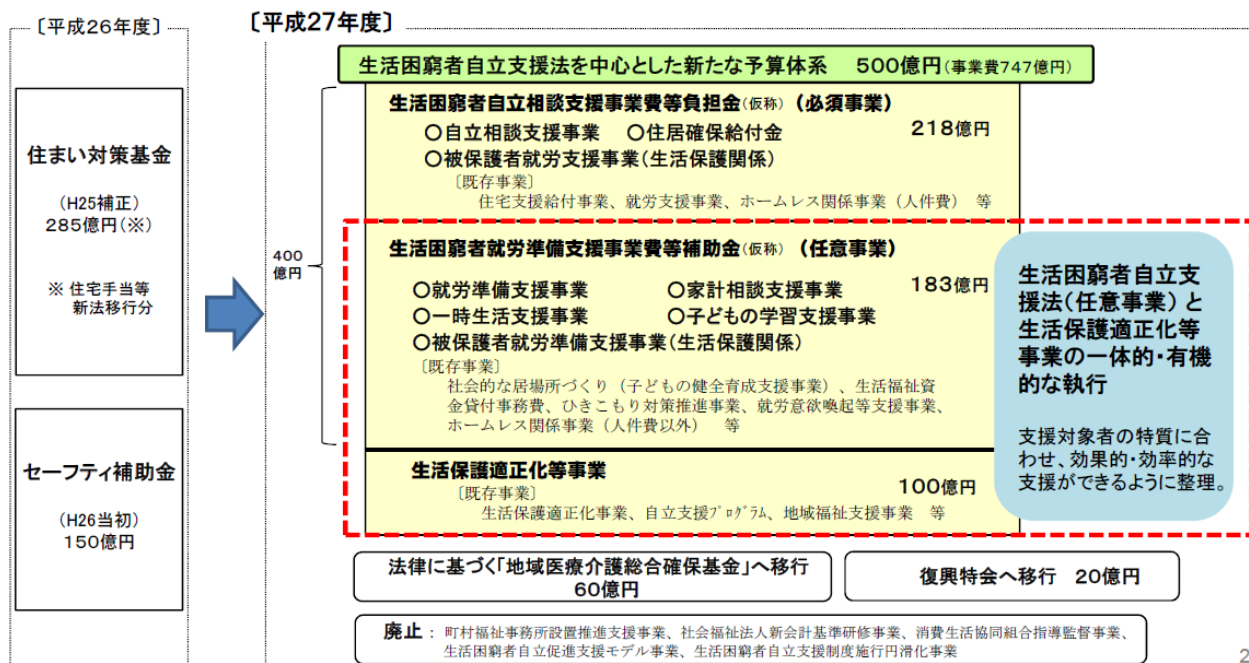 〔平成26年度〕
住まい対策基金
(H25補正)
285億円(※)
※ 住宅手当等
新法移行分
セーフティ補助金
(H26当初)
150億円
〔平成27年度〕
生活困窮者自立支援法を中心とした新たな予算体系　500億円(事業費747億円)
400
億円
生活困窮者自立相談支援事業費等負担金(仮称) (必須事業)
218億円
○自立相談支援事業　○住居確保給付金
○被保護者就労支援事業(生活保護関係)
〔既存事業〕
住宅支援給付事業、就労支援事業、ホームレス関係事業（人件費）　等
生活困窮者就労準備支援事業費等補助金(仮称) (任意事業)
183億円
○就労準備支援事業　○家計相談支援事業
○一時生活支援事業　○子どもの学習支援事業
○被保護者就労準備支援事業(生活保護関係)
〔既存事業〕
社会的な居場所づくり（子どもの健全育成支援事業）、生活福祉資
金貸付事務費、ひきこもり対策推進事業、就労意欲喚起等支援事業、
ホームレス関係事業（人件費以外）　等
生活保護適正化等事業
100億円
〔既存事業〕
生活保護適正化事業、自立支援ﾌﾟﾛｸﾞﾗﾑ、地域福祉支援事業　等
生活困窮者自立支
援法(任意事業)と
生活保護適正化等
事業の一体的・有機
的な執行
支援対象者の特質に合
わせ、効果的・効率的な
支援ができるように整理。
法律に基づく「地域医療介護総合確保基金」へ移行
60億円
復興特会へ移行　20億円
廃止 ： 町村福祉事務所設置推進支援事業、社会福祉法人新会計基準研修事業、消費生活協同組合指導監督事業、
生活困窮者自立促進支援モデル事業、生活困窮者自立支援制度施行円滑化事業
2